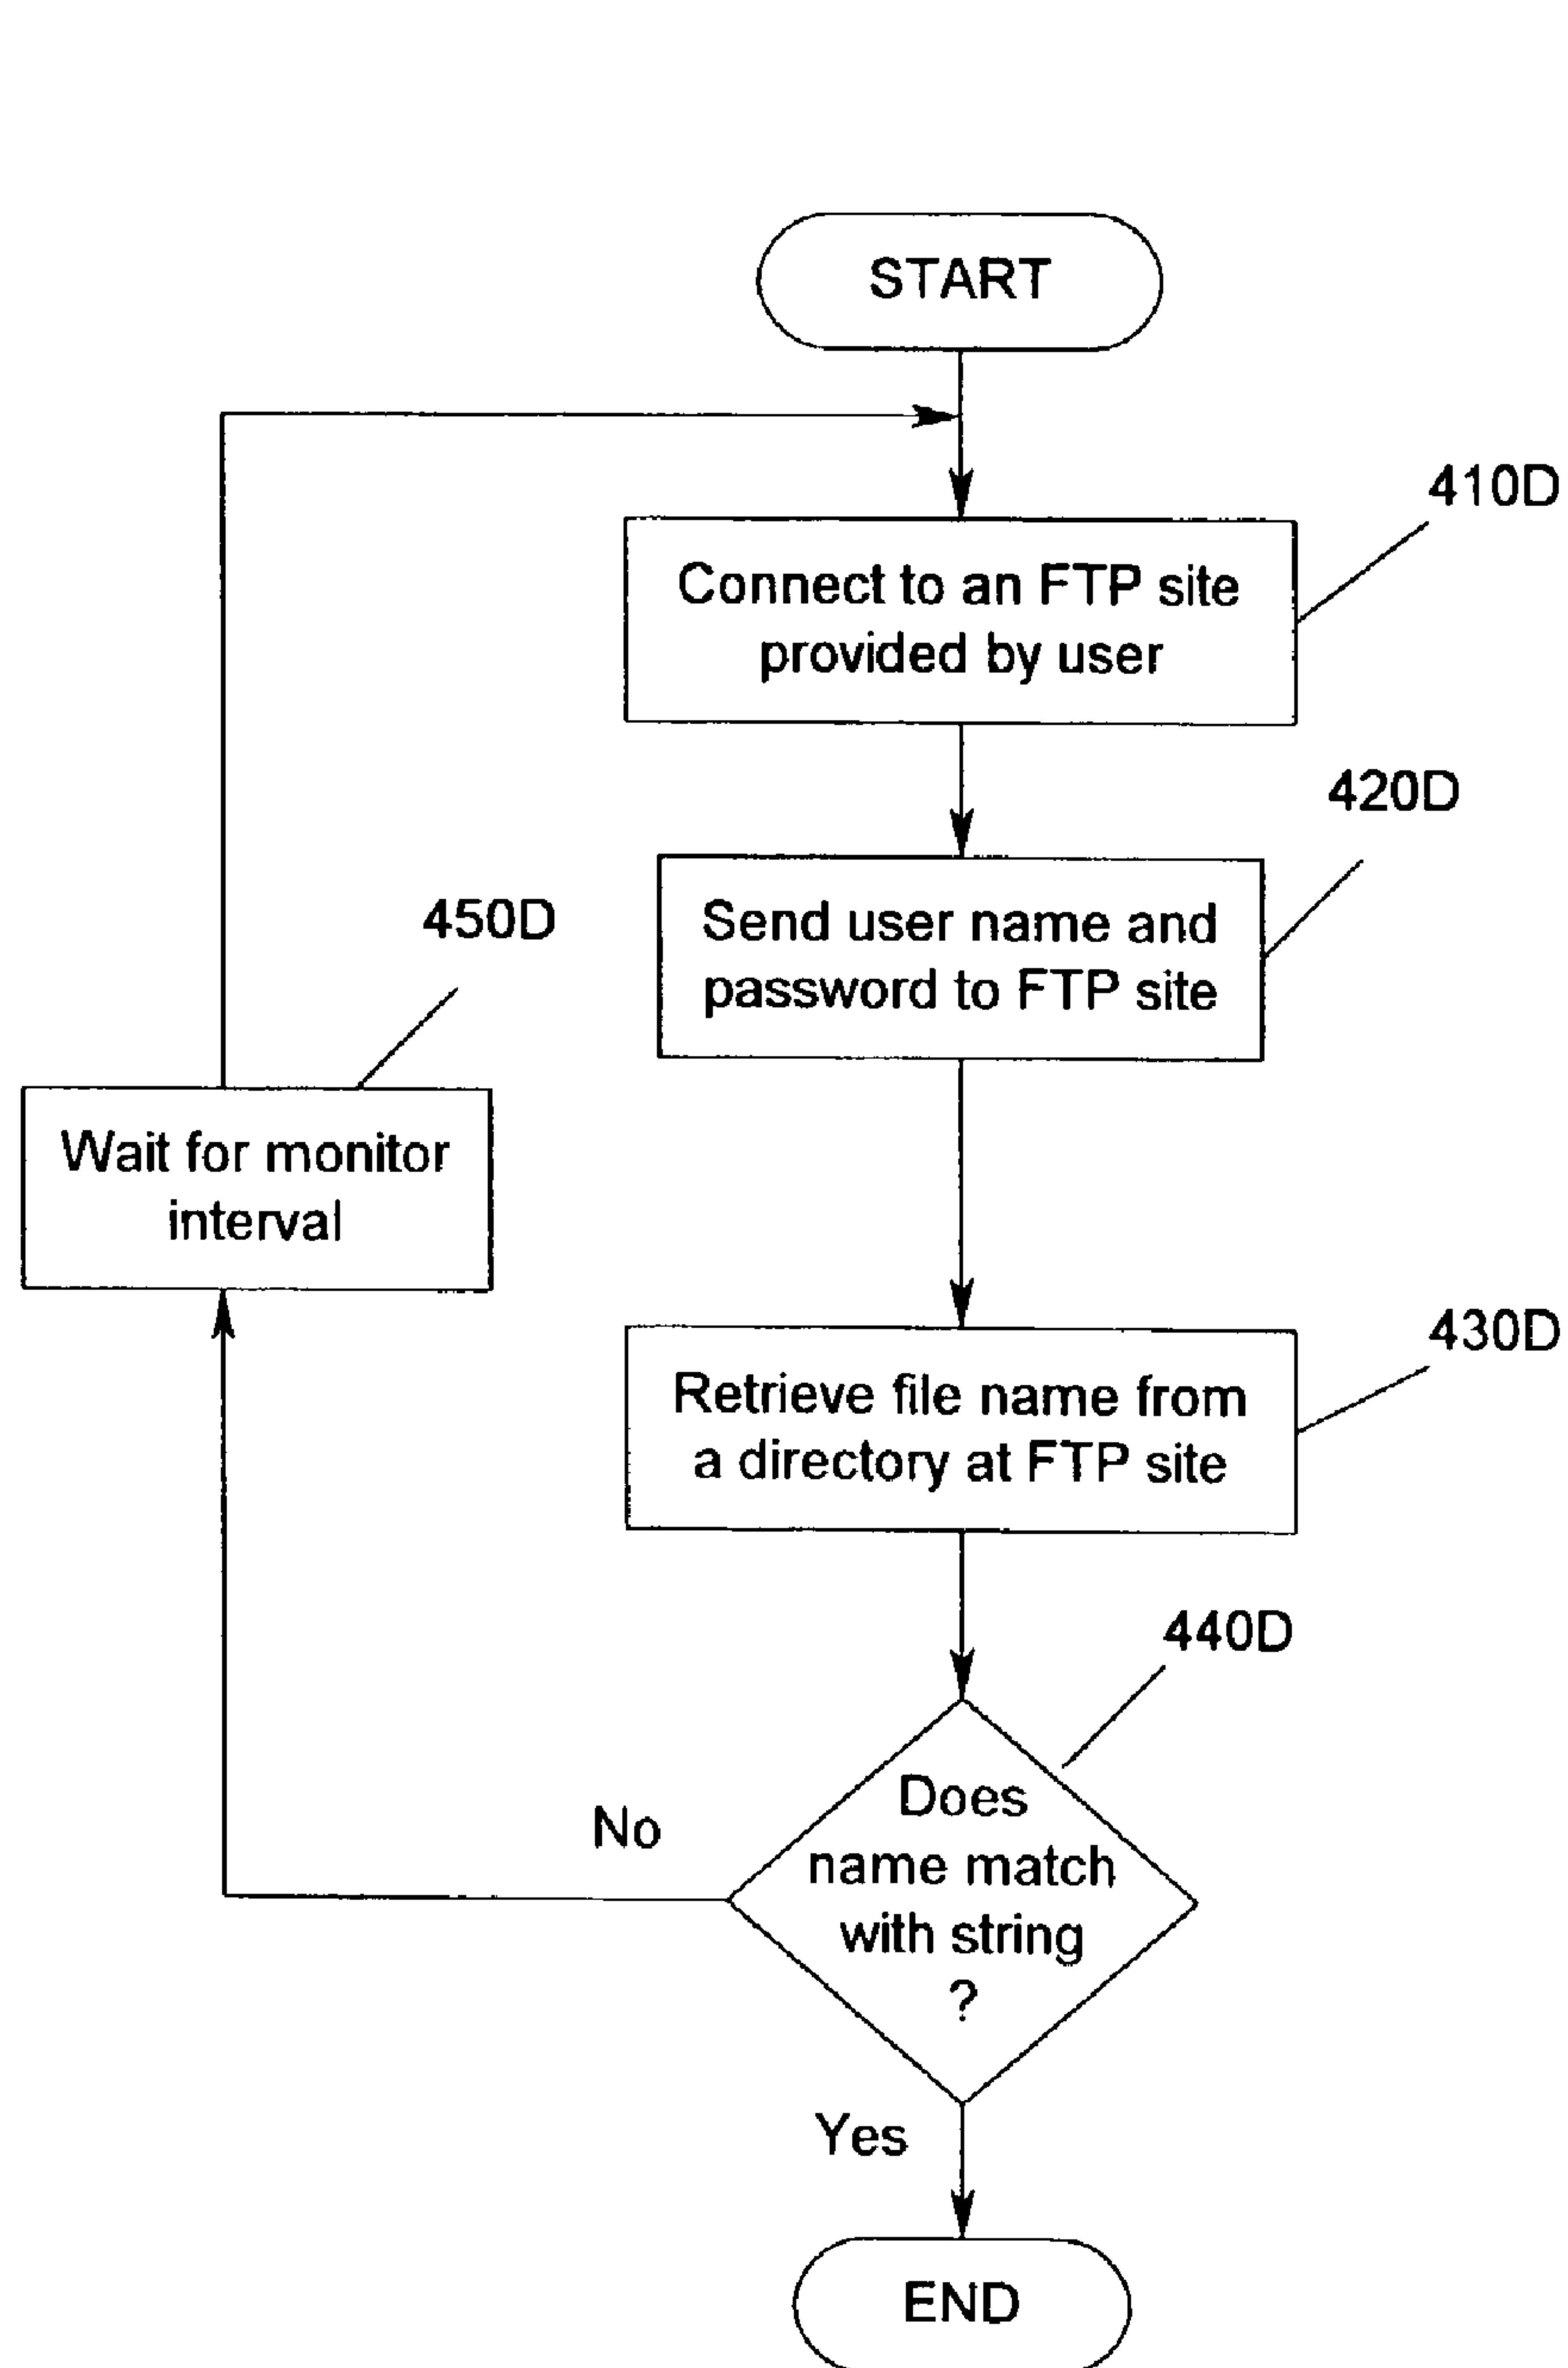 START
410D
Connect to an FTP site
provided by user
420D
Send user name and
password to FTP site
450D
Wait for monitor
interval
430D
Retrieve file name from
a directory at FTP site
440D
Does
name match
with string
?
No
Yes
END